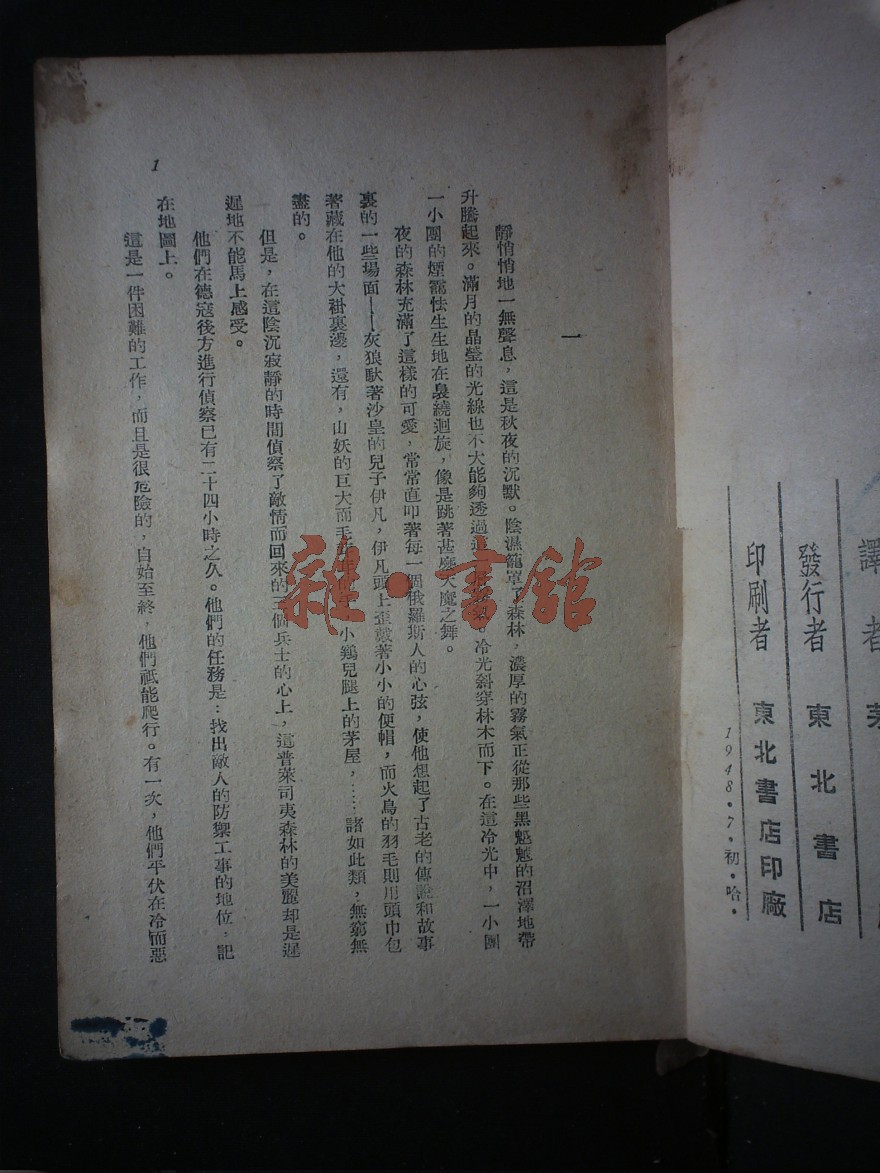 譯者 茅
發行者 東北書店
印刷者 東北書店印廠
1948·7·初·哈·
一
靜悄悄地一無聲息，這是秋夜的沉默。陰濕籠罩了森林，濃厚的霧氣正從那些黑魆魆的沼澤地帶
升騰起來。滿月的晶瑩的光線也不大能夠透過這 冷光斜穿林木而下。在這冷光中，一小團
一小團的煙靄怯生生地在裊繞迴旋，像是跳著甚麼天魔之舞。
夜的森林充滿了這樣的可愛，常常直叩著每一個俄羅斯人的心弦，使他想起了古老的傳說和故事
裏的一些場面——灰狼馱著沙皇的兒子伊凡，伊凡頭上歪戴著小小的便帽，而火鳥的羽毛則用頭巾包
著藏在他的大褂裏邊，還有，山妖的巨大而毛 小鷄兒腿上的茅屋，……諸如此類，無窮無
盡的。
但是，在這陰沉寂靜的時間偵察了敵情而回來的三個兵士的心上，這普萊司夷森林的美麗却是遲
遲地不能馬上感受。
他們在德寇後方進行偵察已有二十四小時之久。他們的任務是：找出敵人的防禦工事的地位，記
在地圖上。
這是一件困難的工作，而且是很危險的，自始至終，他們祇能爬行。有一次，他們平伏在冷而惡
1
雜·書館